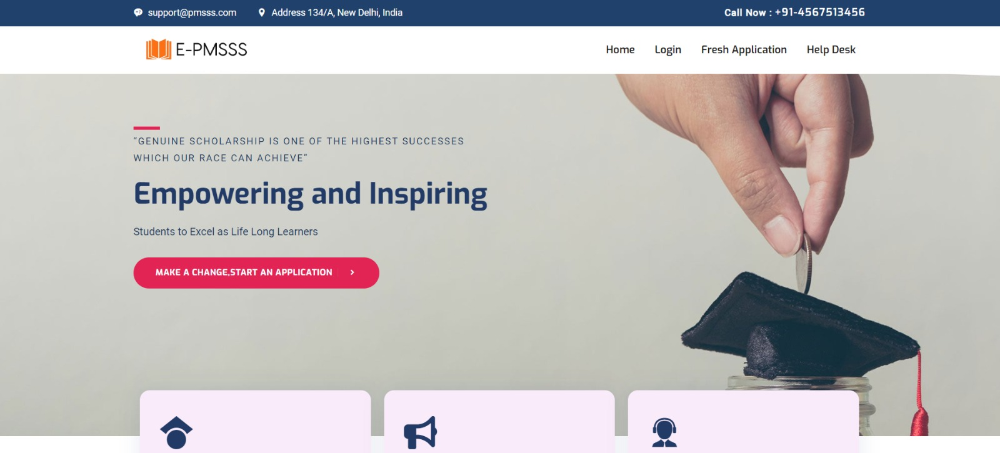 support@pmsss.com Address 134/A, New Delhi, India Call Now : +91-4567513456
E-PMSSS Home Login Fresh Application Help Desk
“GENUINE SCHOLARSHIP IS ONE OF THE HIGHEST SUCCESSES
WHICH OUR RACE CAN ACHIEVE”
Empowering and Inspiring
Students to Excel as Life Long Learners
MAKE A CHANGE,START AN APPLICATION